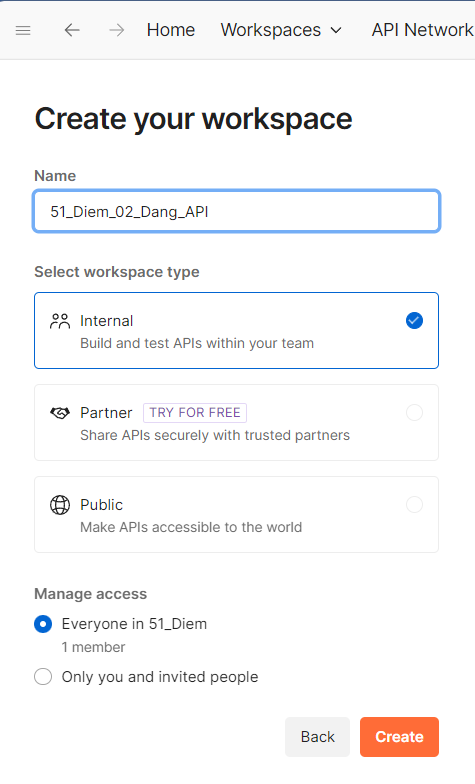 Home Workspaces API Network
Create your workspace
Name
51_Diem_02_Dang_API
Select workspace type
Internal
Build and test APIs within your team
Partner TRY FOR FREE
Share APIs securely with trusted partners
Public
Make APIs accessible to the world
Manage access
Everyone in 51_Diem
1 member
Only you and invited people
Back Create